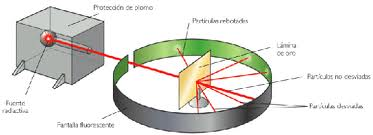 Protección de plomo
Partículas rebotadas
Lámina
de oro
Partículas no desviadas
Partículas desviadas
Fuente
radiactiva
Pantalla fluorescente